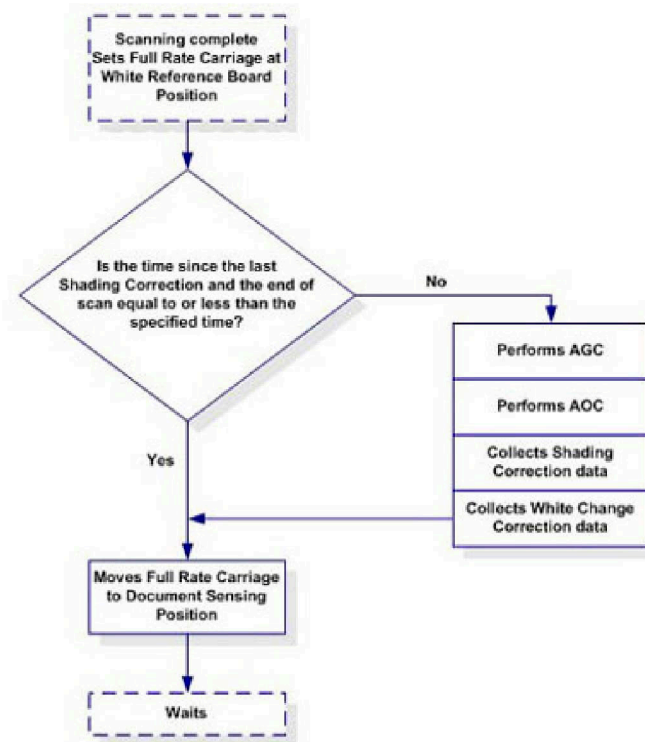 Scanning complete
Sets Full Rate Carriage at
White Reference Board
Position
Is the time since the last
Shading Correction and the end of
scan equal to or less than the
specified time?
No
Performs AGC
Performs AOC
Collects Shading
Correction data
Collects White Change
Correction data
Yes
Moves Full Rate Carriage
to Document Sensing
Position
Waits